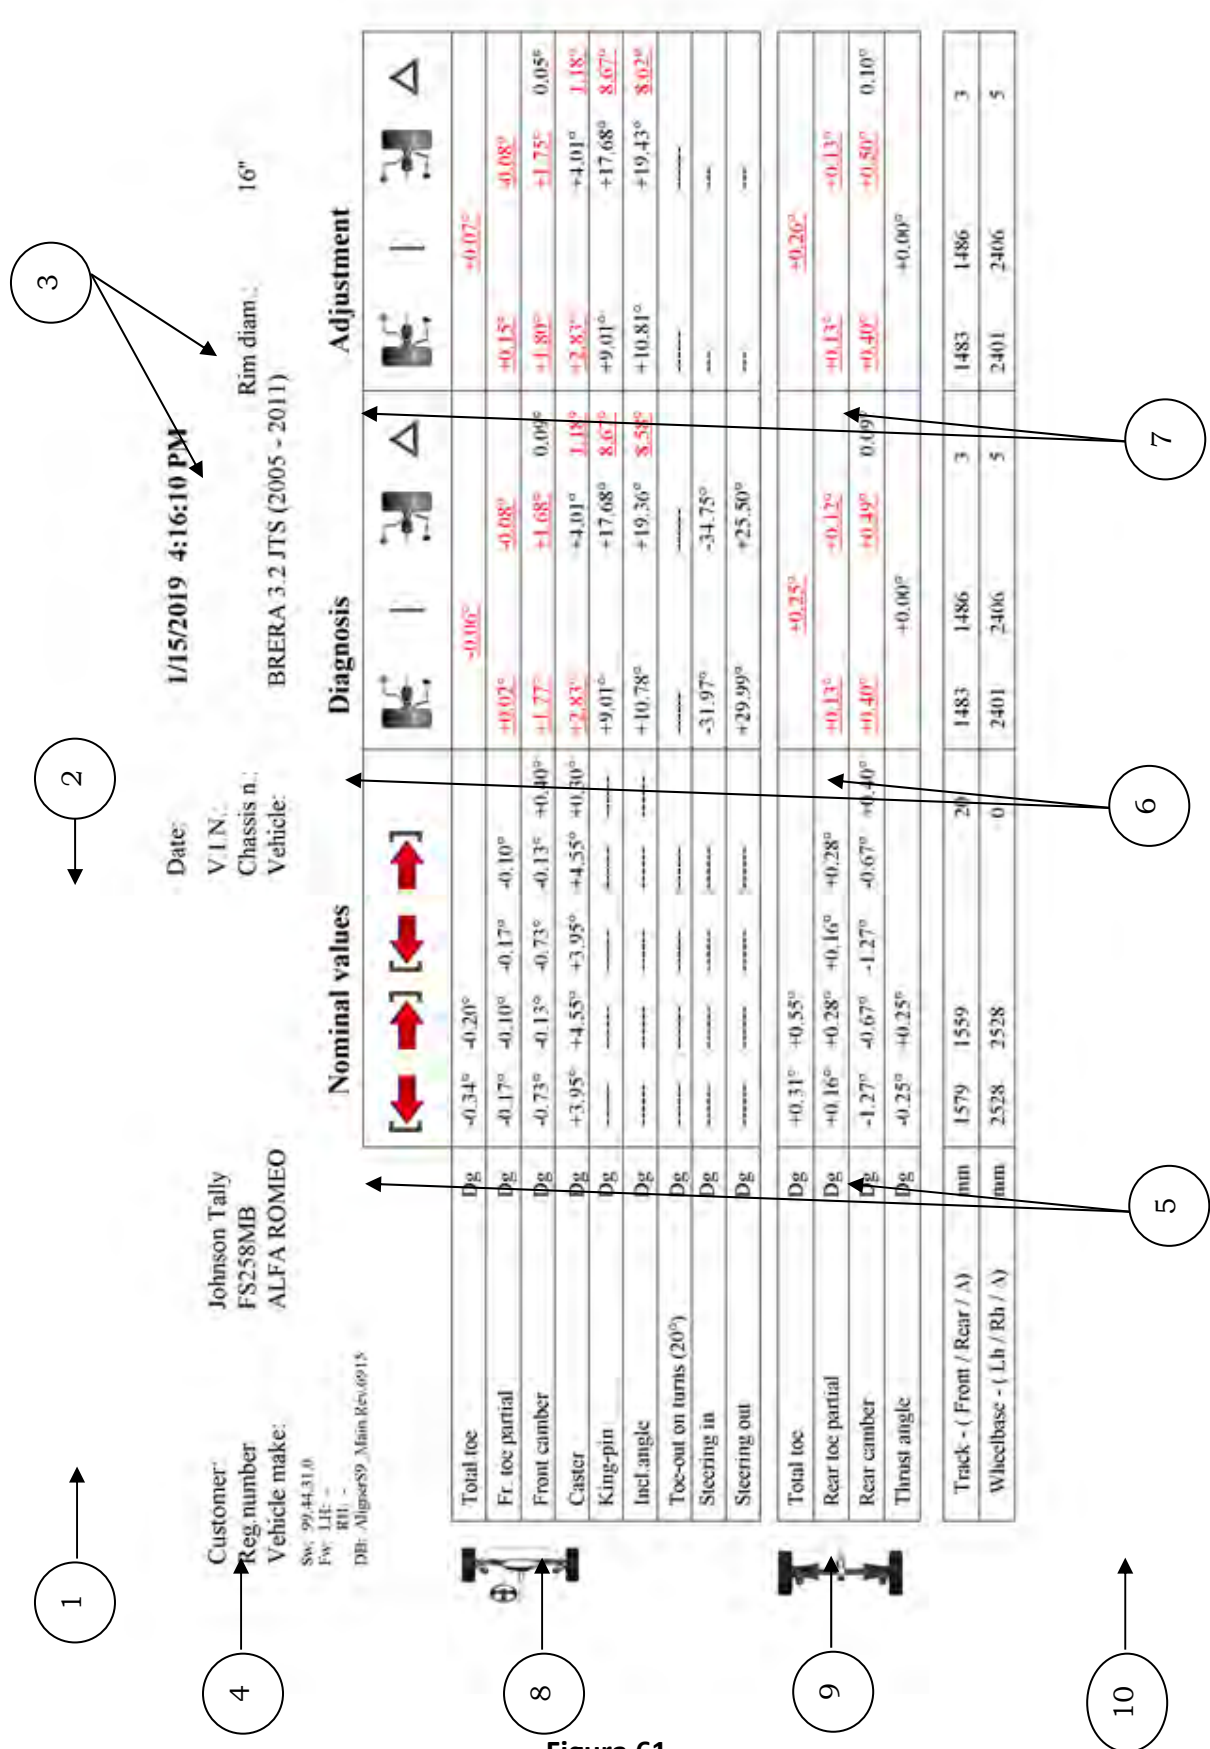 1
2
3
4
Date: 1/15/2019 4:16:10 PM
Customer: Johnson Tally V.I.N.:
Reg.number FS258MB Chassis n.: Rim diam.: 16"
Vehicle make: ALFA ROMEO Vehicle: BRERA 3.2 JTS (2005 - 2011)
Sw: 99.44.31.0
Fw: LH: -
RH: -
DB: AlignerS9_Main Rev.0915
Nominal values Diagnosis Adjustment
[ ] [ ] Δ Δ
Total toe Dg -0.34° -0.20° -0.06° +0.07°
Fr. toe partial Dg -0.17° -0.10° -0.17° -0.10° +0.02° -0.08° +0.15° -0.08°
Front camber Dg -0.73° -0.13° -0.73° -0.13° +0.40° +1.77° +1.68° 0.09° +1.80° +1.75° 0.05°
Caster Dg +3.95° +4.55° +3.95° +4.55° +0.30° +2.83° +4.01° 1.18° +2.83° +4.01° 1.18°
King-pin Dg ------ ------ ------ ------ ------ +9.01° +17.68° 8.67° +9.01° +17.68° 8.67°
Incl.angle Dg ------ ------ ------ ------ ------ +10.78° +19.36° 8.58° +10.81° +19.43° 8.62°
Toe-out on turns (20°) Dg ------ ------ ------ ------ ------ ------ ------ ------
Steering in Dg ------ ------ ------ ------ -31.97° -34.75° --- ---
Steering out Dg ------ ------ ------ ------ +29.99° +25.50° --- ---
Total toe Dg +0.31° +0.55° +0.25° +0.26°
Rear toe partial Dg +0.16° +0.28° +0.16° +0.28° +0.13° +0.12° +0.13° +0.13°
Rear camber Dg -1.27° -0.67° -1.27° -0.67° +0.40° +0.40° +0.49° 0.09° +0.40° +0.50° 0.10°
Thrust angle Dg -0.25° +0.25° +0.00° +0.00°
Track - ( Front / Rear / Δ) mm 1579 1559 20 1483 1486 3 1483 1486 3
Wheelbase - ( Lh / Rh / Δ) mm 2528 2528 0 2401 2406 5 2401 2406 5
5
6
7
8
9
10
Figure 61